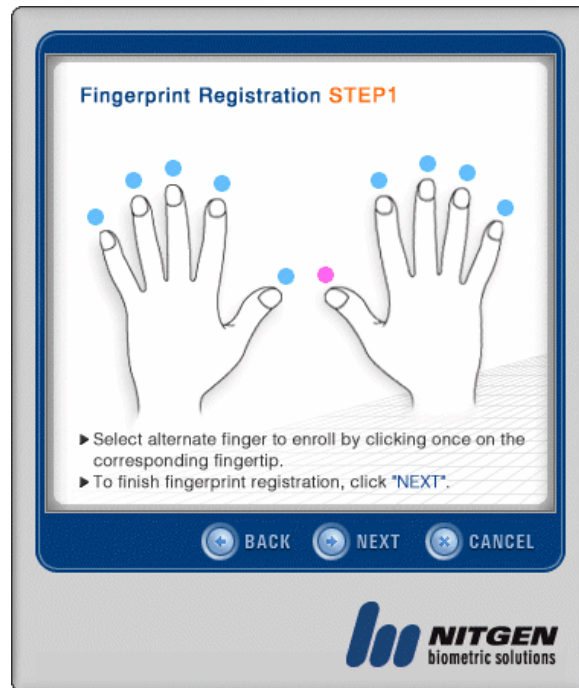 Fingerprint Registration STEP1
Select alternate finger to enroll by clicking once on the
corresponding fingertip.
To finish fingerprint registration, click "NEXT".
BACK NEXT CANCEL
NITGEN
biometric solutions